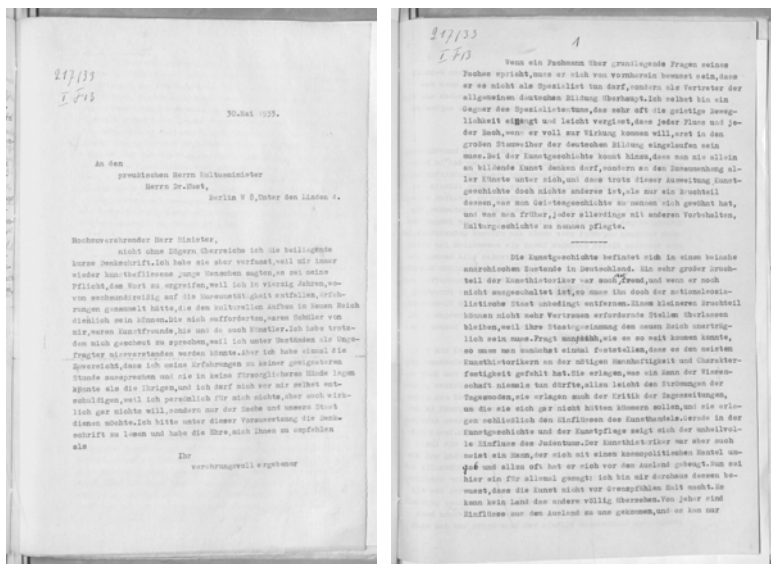 217/33
I F13
30.Mai 1933.
An den
preußischen Herrn Kultusminister
Herrn Dr.Rust,
Berlin W 8,Unter den Linden 4.
Hochzuverehrender Herr Minister,
nicht ohne Zögern überreiche ich die beiliegende
kurze Denkschrift.Ich habe sie aber verfasst,weil mir immer
wieder kunstbeflissene junge Menschen sagten,es sei meine
Pflicht,das Wort zu ergreifen,weil ich in vierzig Jahren,wo-
von sechsunddreißig auf die Museumstätigkeit entfallen,Erfah-
rungen gesammelt hätte,die dem kulturellen Aufbau im Neuen Reich
dienlich sein können.Die mich aufforderten,waren Schüler von
mir,waren Kunstfreunde,hie und da auch Künstler.Ich habe trotz-
dem mich gescheut zu sprechen,weil ich unter Umständen als Unge-
fragter missverstanden werden könnte.Aber ich habe einmal die
Zuversicht,dass ich meine Erfahrungen zu keiner geeigneteren
Stunde aussprechen und sie in keine fürsorglicheren Hände legen
könnte als die Ihrigen,und ich darf mich vor mir selbst ent-
schuldigen,weil ich persönlich für mich nichts,aber auch wirk-
lich gar nichts will,sondern nur der Sache und unserm Staat
dienen möchte.Ich bitte unter dieser Voraussetzung die Denk-
schrift zu lesen und habe die Ehre,mich Ihnen zu empfehlen
als
Ihr
verehrungsvoll ergebener
217/33
I F13
1
Wenn ein Fachmann über grundlegende Fragen seines
Faches spricht,muss er sich von vornherein bewusst sein,dass
er es nicht als Spezialist tun darf,sondern als Vertreter der
allgemeinen deutschen Bildung überhaupt.Ich selbst bin ein
Gegner des Spezialistentums,das sehr oft die geistige Beweg-
lichkeit einengt und leicht vergisst,dass jeder Fluss und je-
der Bach,wenn er voll zur Wirkung kommen will,erst in den
großen Stauweiher der deutschen Bildung eingelaufen sein
muss.Bei der Kunstgeschichte kommt hinzu,dass man nie allein
an bildende Kunst denken darf,sondern an den Zusammenhang al-
ler Künste unter sich,und dass trotz dieser Ausweitung Kunst-
geschichte doch nichts anderes ist,als nur ein Bruchteil
dessen,was man Geistesgeschichte zu nennen sich gewöhnt hat,
und was man früher,jeder allerdings mit anderen Vorbehalten,
Kulturgeschichte zu nennen pflegte.
---------
Die Kunstgeschichte befindet sich in einem beinahe
anarchischen Zustande in Deutschland. Ein sehr großer Bruch-
teil der Kunsthistoriker war fremd,und wenn er noch
nicht ausgeschaltet ist,so muss ihn doch der nationalsozia-
listische Staat unbedingt entfernen.Einem kleineren Bruchteil
können nicht mehr Vertrauen erfordernde Stellen überlassen
bleiben,weil ihre Staatsgesinnung dem neuen Reich unerträg-
lich sein muss.Fragt wie es so weit kommen konnte,
so muss man zunächst einmal feststellen,dass es den meisten
Kunsthistorikern an der nötigen Mannhaftigkeit und Charakter-
festigkeit gefehlt hat.Sie erlagen,was ein Mann der Wissen-
schaft niemals tun dürfte,allzu leicht den Strömungen der
Tagesmoden,sie erlagen auch der Kritik der Tageszeitungen,
um die sie sich gar nicht hätten kümmern sollen,und sie erla-
gen schließlich den Einflüssen des Kunsthandels.Gerade in der
Kunstgeschichte und der Kunstpflege zeigt sich der unheilvol-
le Einfluss des Judentums.Der Kunsthistoriker war aber auch
meist ein Mann,der sich mit einem kosmopolitischen Mantel um-
gab und allzu oft hat er sich vor dem Ausland gebeugt.Nun sei
hier ein für allemal gesagt: ich bin mir durchaus dessen be-
wusst,dass die Kunst nicht vor Grenzpfählen Halt macht.Es
kann kein Land das andere völlig übersehen.Von jeher sind
Einflüsse aus dem Ausland zu uns gekommen,und es kam nur